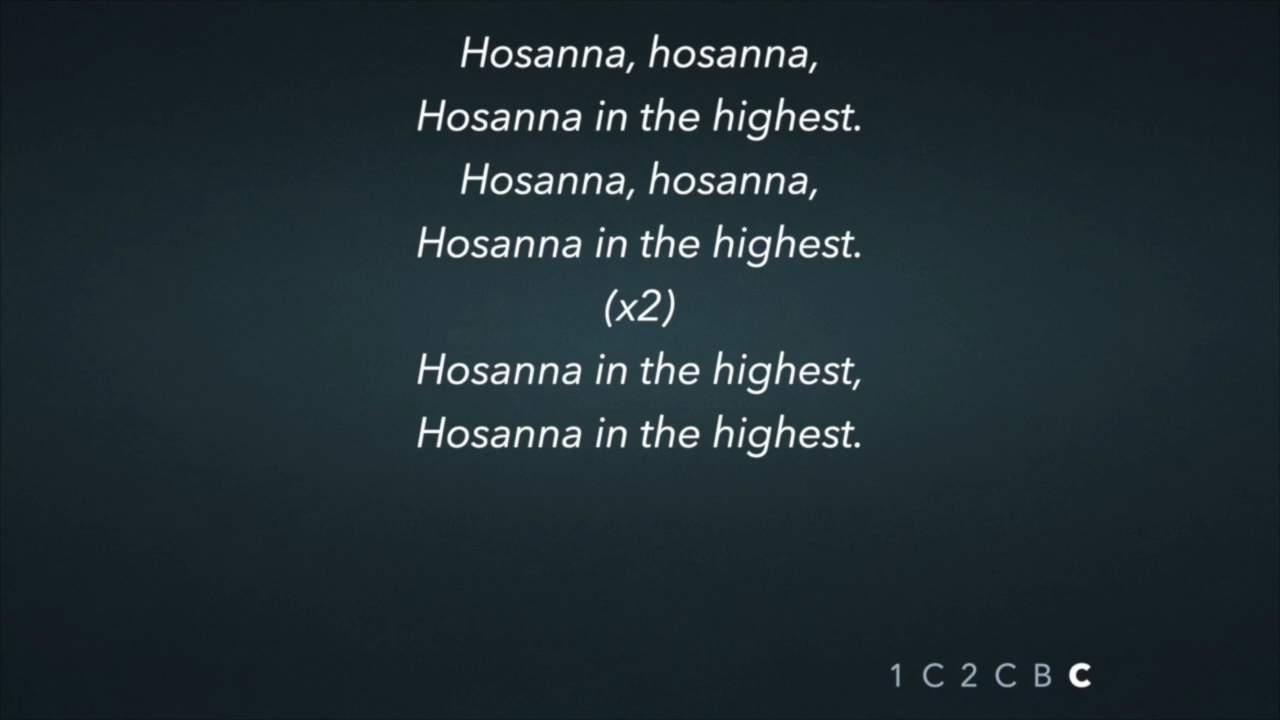 Hosanna, hosanna,
Hosanna in the highest.
Hosanna, hosanna,
Hosanna in the highest.
(x2)
Hosanna in the highest,
Hosanna in the highest.
1 C 2 C B C